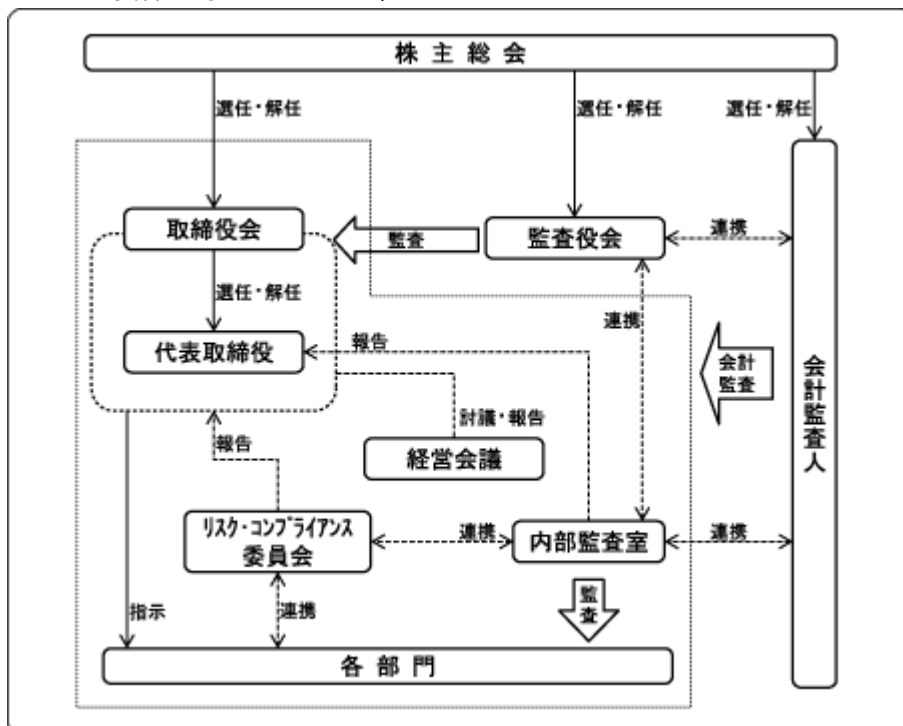 株主総会
選任・解任
選任・解任
選任・解任
取締役会
監査
監査役会
連携
選任・解任
連携
代表取締役
報告
会計
監査
会計監査人
討議・報告
報告
経営会議
リスク・コンプライアンス
委員会
連携
内部監査室
連携
指示
連携
監査
各部門